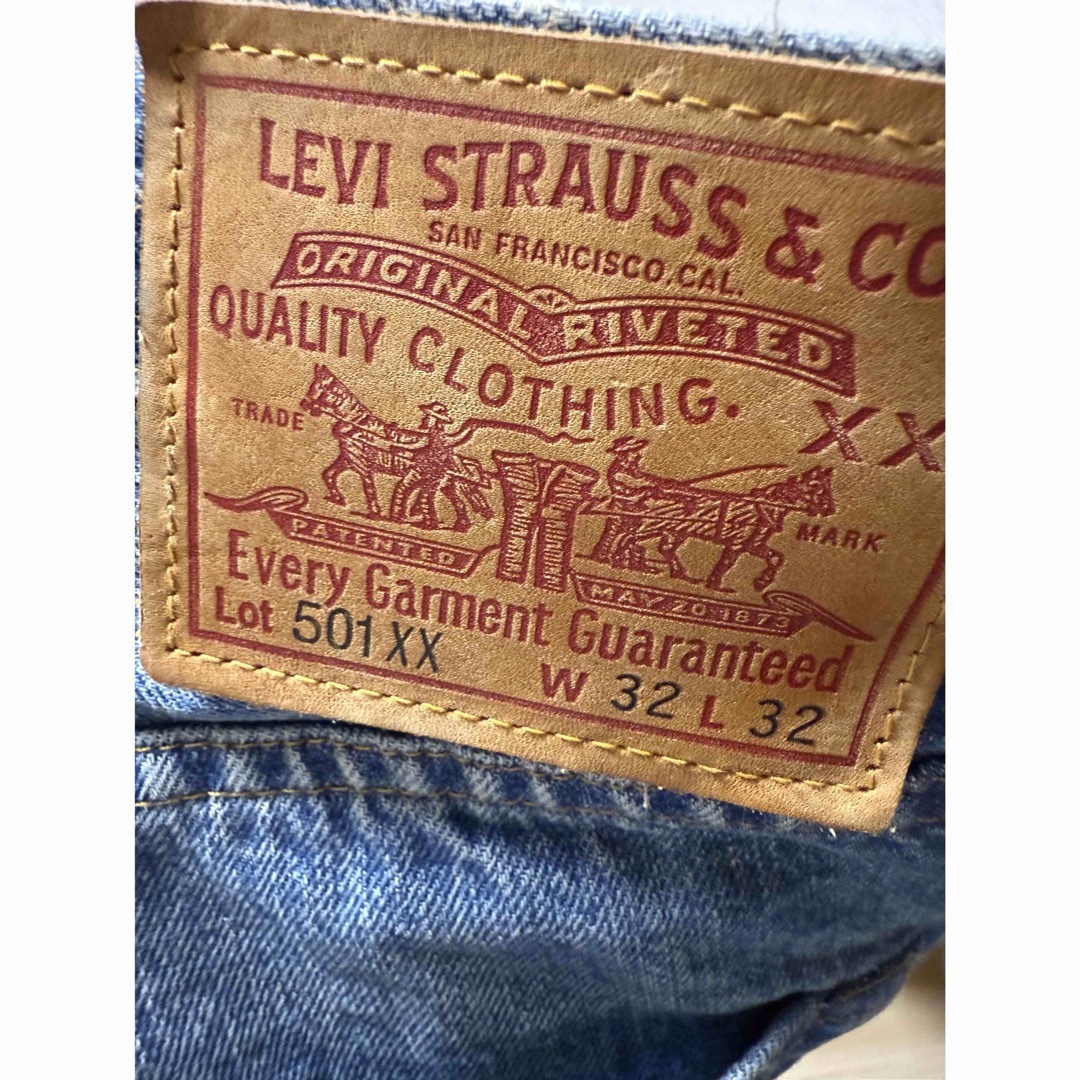 LEVI STRAUSS & CO
SAN FRANCISCO, CAL.
ORIGINAL RIVETED
QUALITY CLOTHING.
XX
TRADE MARK
PATENTED MAY 20 1873
Every Garment Guaranteed
Lot 501XX W 32 L 32